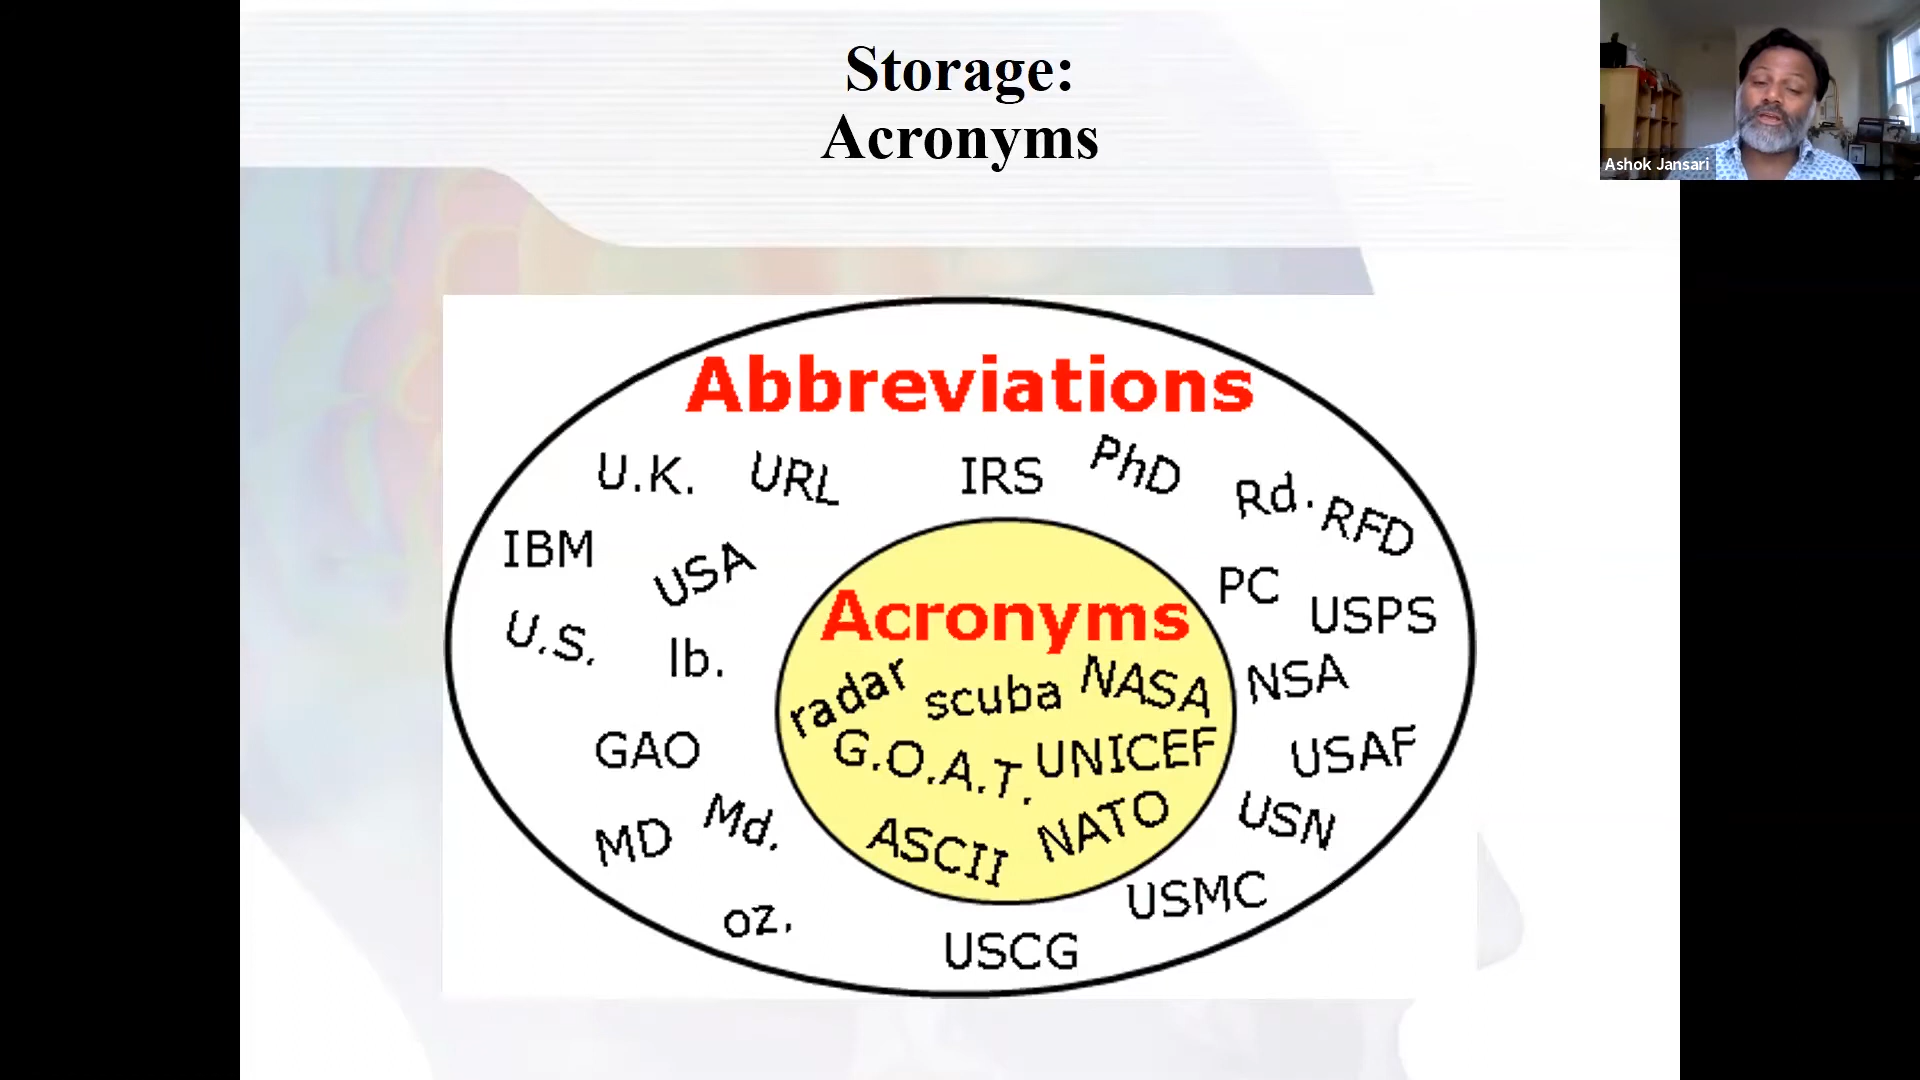 Storage:
Acronyms
Ashok Jansari
Abbreviations
U.K. URL IRS PhD Rd. RFD
IBM USA PC USPS
U.S. lb. NSA
Acronyms
radar scuba NASA
G.O.A.T. UNICEF
ASCII NATO
GAO USAF
MD Md. USN
oz. USCG USMC